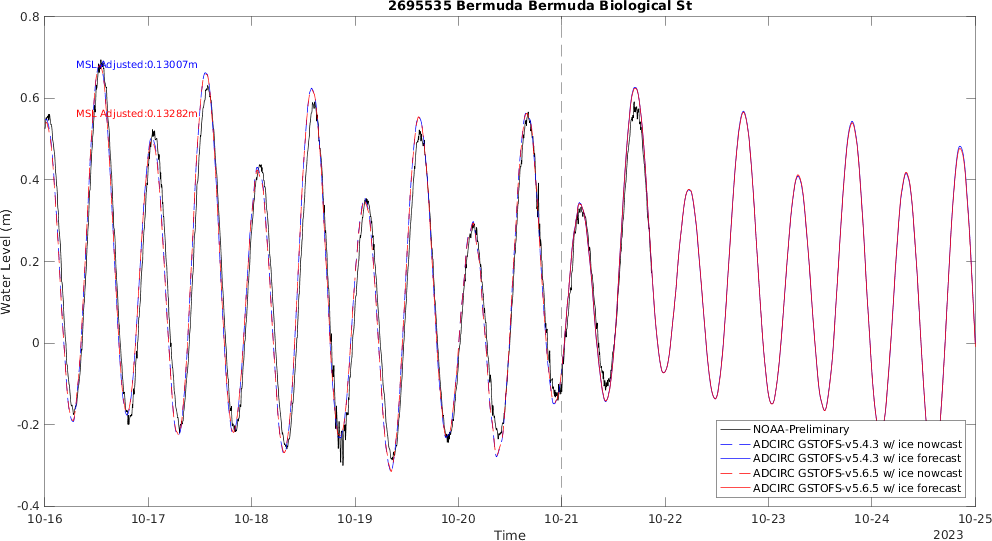 2695535 Bermuda Bermuda Biological St
0.8
0.6
0.4
0.2
0
-0.2
-0.4
Water Level (m)
MSL Adjusted:0.13007m
MSL Adjusted:0.13282m
NOAA-Preliminary
ADCIRC GSTOFS-v5.4.3 w/ ice nowcast
ADCIRC GSTOFS-v5.4.3 w/ ice forecast
ADCIRC GSTOFS-v5.6.5 w/ ice nowcast
ADCIRC GSTOFS-v5.6.5 w/ ice forecast
10-16 10-17 10-18 10-19 10-20 10-21 10-22 10-23 10-24 10-25
Time
2023